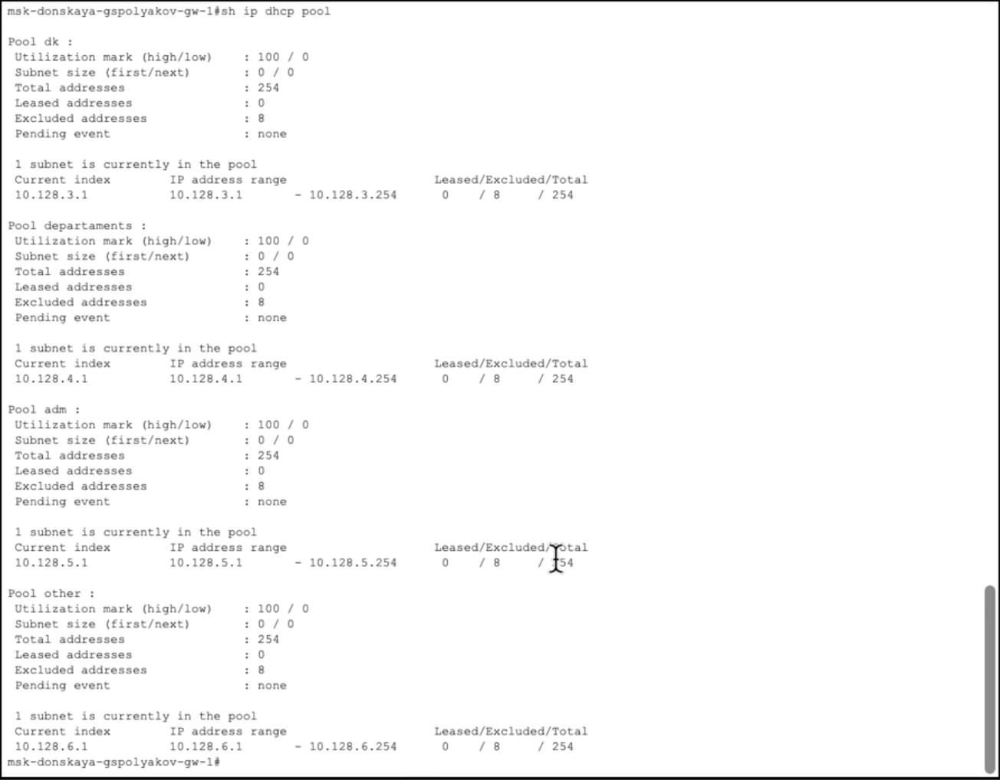 msk-donskaya-gspolyakov-gw-1#sh ip dhcp pool
Pool dk :
Utilization mark (high/low) : 100 / 0
Subnet size (first/next) : 0 / 0
Total addresses : 254
Leased addresses : 0
Excluded addresses : 8
Pending event : none
1 subnet is currently in the pool
Current index IP address range Leased/Excluded/Total
10.128.3.1 10.128.3.1 - 10.128.3.254 0 / 8 / 254
Pool departaments :
Utilization mark (high/low) : 100 / 0
Subnet size (first/next) : 0 / 0
Total addresses : 254
Leased addresses : 0
Excluded addresses : 8
Pending event : none
1 subnet is currently in the pool
Current index IP address range Leased/Excluded/Total
10.128.4.1 10.128.4.1 - 10.128.4.254 0 / 8 / 254
Pool adm :
Utilization mark (high/low) : 100 / 0
Subnet size (first/next) : 0 / 0
Total addresses : 254
Leased addresses : 0
Excluded addresses : 8
Pending event : none
1 subnet is currently in the pool
Current index IP address range Leased/Excluded/Total
10.128.5.1 10.128.5.1 - 10.128.5.254 0 / 8 / 254
Pool other :
Utilization mark (high/low) : 100 / 0
Subnet size (first/next) : 0 / 0
Total addresses : 254
Leased addresses : 0
Excluded addresses : 8
Pending event : none
1 subnet is currently in the pool
Current index IP address range Leased/Excluded/Total
10.128.6.1 10.128.6.1 - 10.128.6.254 0 / 8 / 254
msk-donskaya-gspolyakov-gw-1#